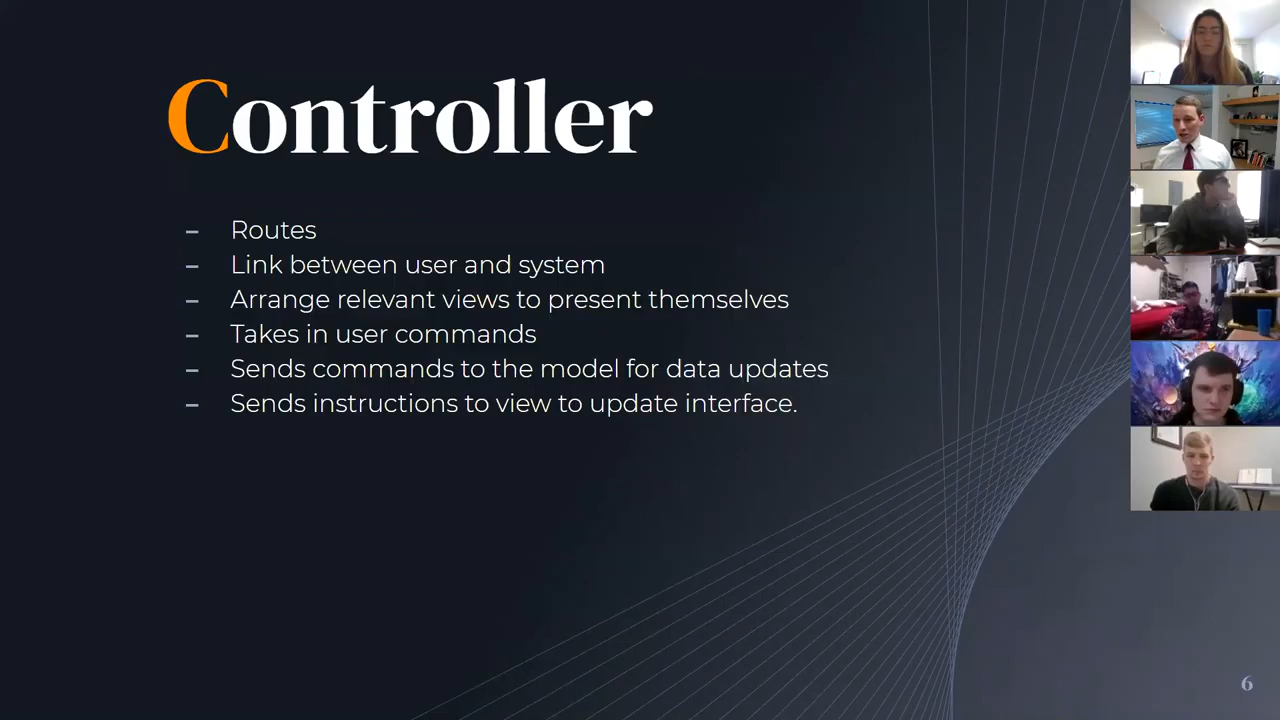 Controller
– Routes
– Link between user and system
– Arrange relevant views to present themselves
– Takes in user commands
– Sends commands to the model for data updates
– Sends instructions to view to update interface.
6